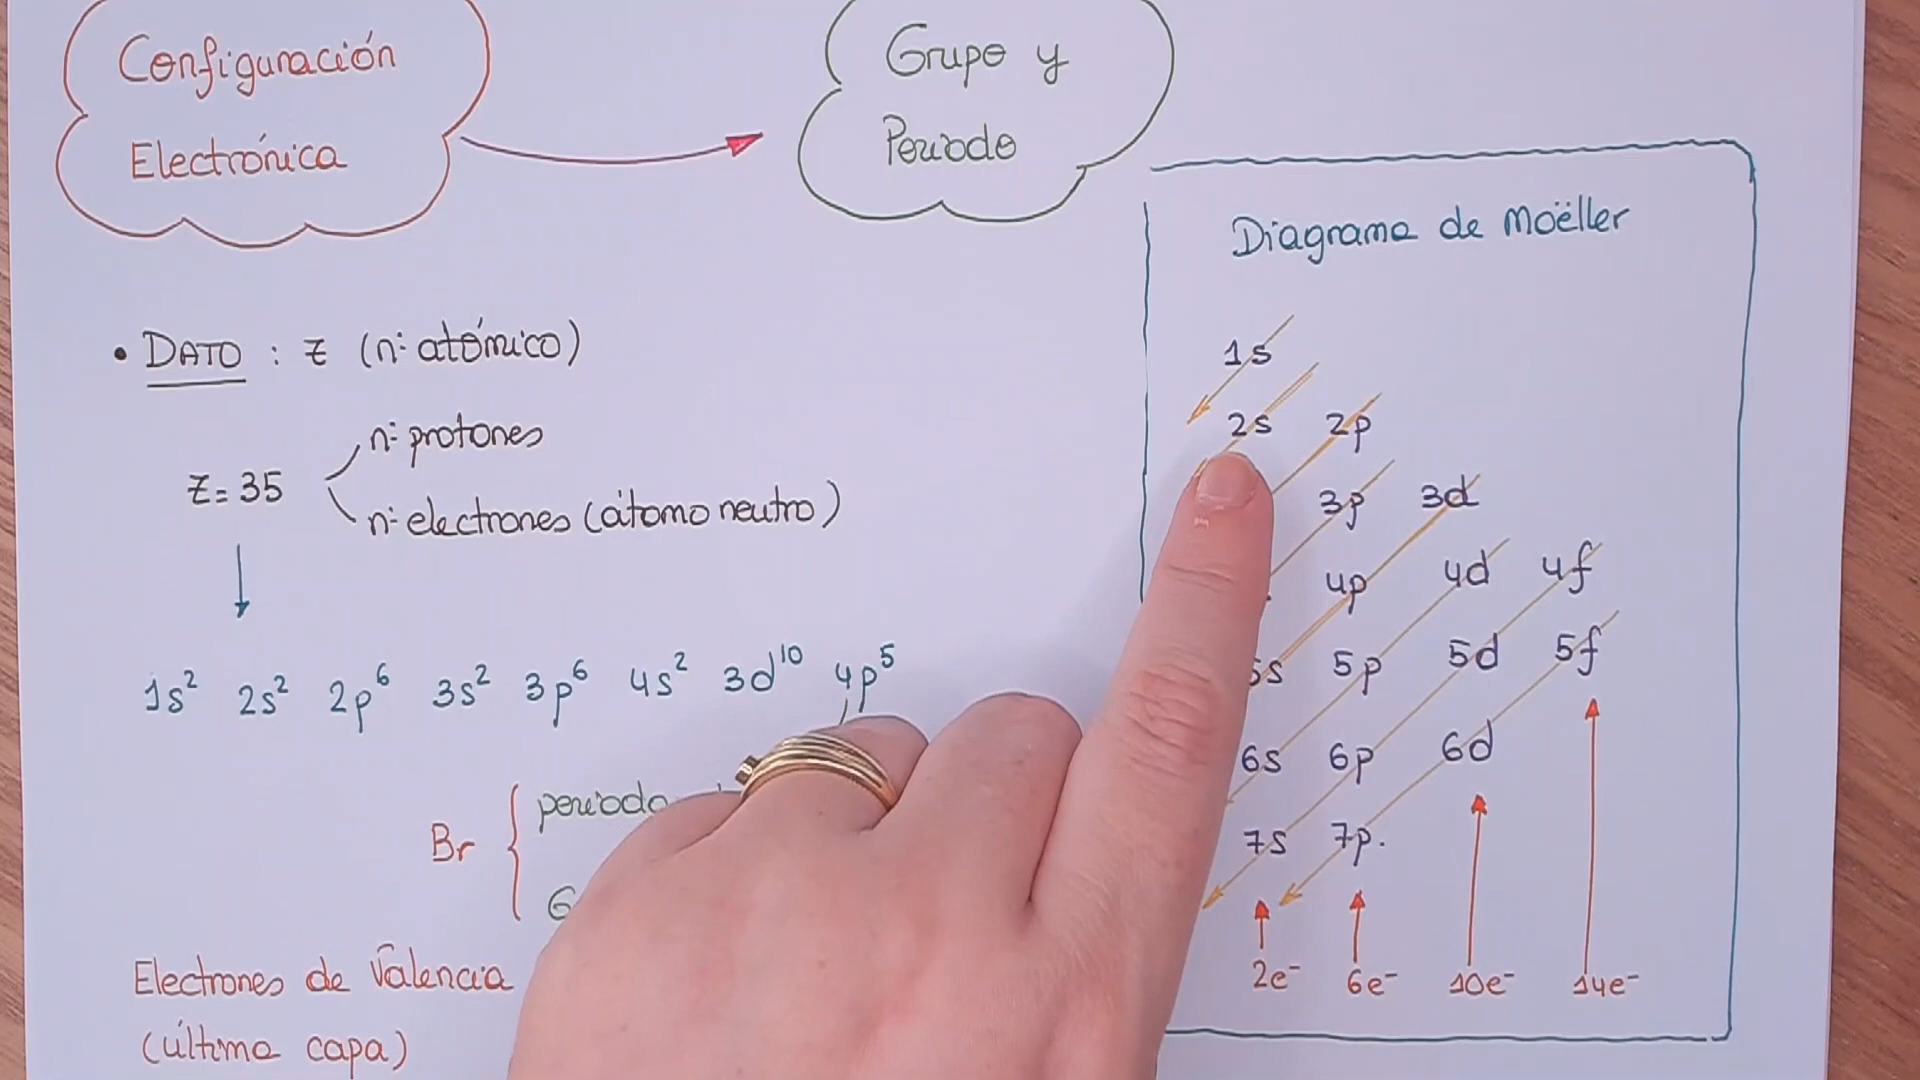 Configuración
Electrónica
Grupo y
Periodo
Diagrama de Moëller
• DATO : Z (nº atómico)
nº protones
Z = 35
nº electrones (átomo neutro)
1s² 2s² 2p⁶ 3s² 3p⁶ 4s² 3d¹⁰ 4p⁵
Br
periodo
G
Electrones de Valencia
(última capa)
1s
2s 2p
3p 3d
4p 4d 4f
5s 5p 5d 5f
6s 6p 6d
7s 7p.
2e⁻ 6e⁻ 10e⁻ 14e⁻